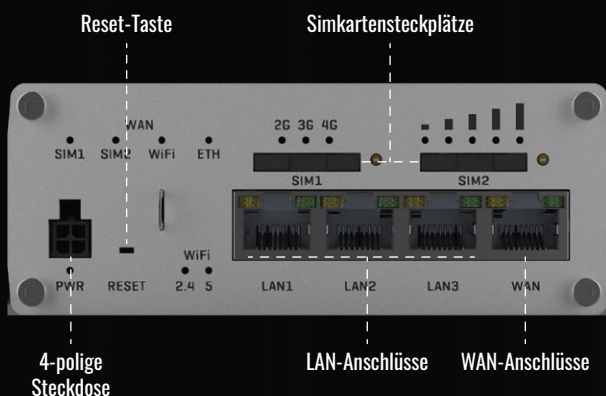 Reset-Taste
Simkartensteckplätze
WAN
2G 3G 4G
SIM1 SIM2 WiFi ETH
SIM1
SIM2
WiFi
PWR RESET 2.4 5 LAN1 LAN2 LAN3 WAN
4-polige
Steckdose
LAN-Anschlüsse
WAN-Anschlüsse